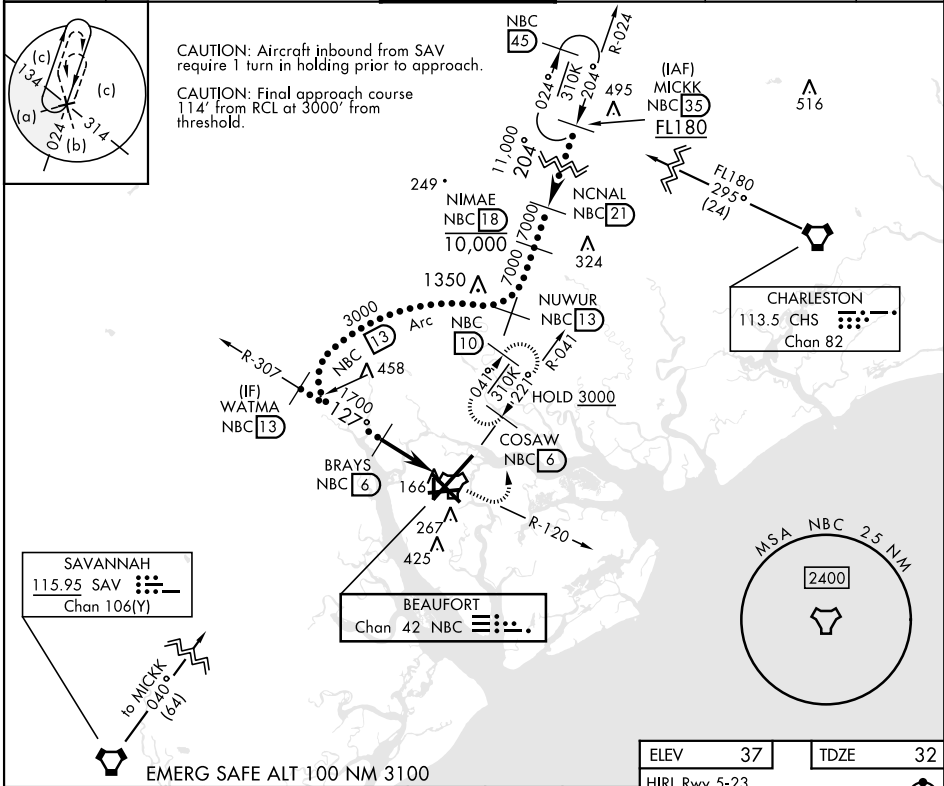 (c)
134
(c)
(a)
024
314
(b)
CAUTION: Aircraft inbound from SAV
require 1 turn in holding prior to approach.
CAUTION: Final approach course
114' from RCL at 3000' from
threshold.
NBC
45
R-024
024°
310K
204°
495
(IAF)
MICKK
NBC 35
FL180
516
11,000
204°
FL180
295°
(24)
249
NIMAE
NBC 18
10,000
7000
NCNAL
NBC 21
324
7000
1350
NUWUR
NBC 13
CHARLESTON
113.5 CHS
Chan 82
3000
Arc
NBC 13
NBC
10
R-041
041°
310K
221°
HOLD 3000
R-307
458
(IF)
WATMA
NBC 13
1700
127°
COSAW
NBC 6
BRAYS
NBC 6
166
R-120
267
425
MSA NBC 25 NM
2400
SAVANNAH
115.95 SAV
Chan 106(Y)
BEAUFORT
Chan 42 NBC
to MICKK
040°
(64)
EMERG SAFE ALT 100 NM 3100
ELEV 37
TDZE 32
HIRL Rwy 5-23